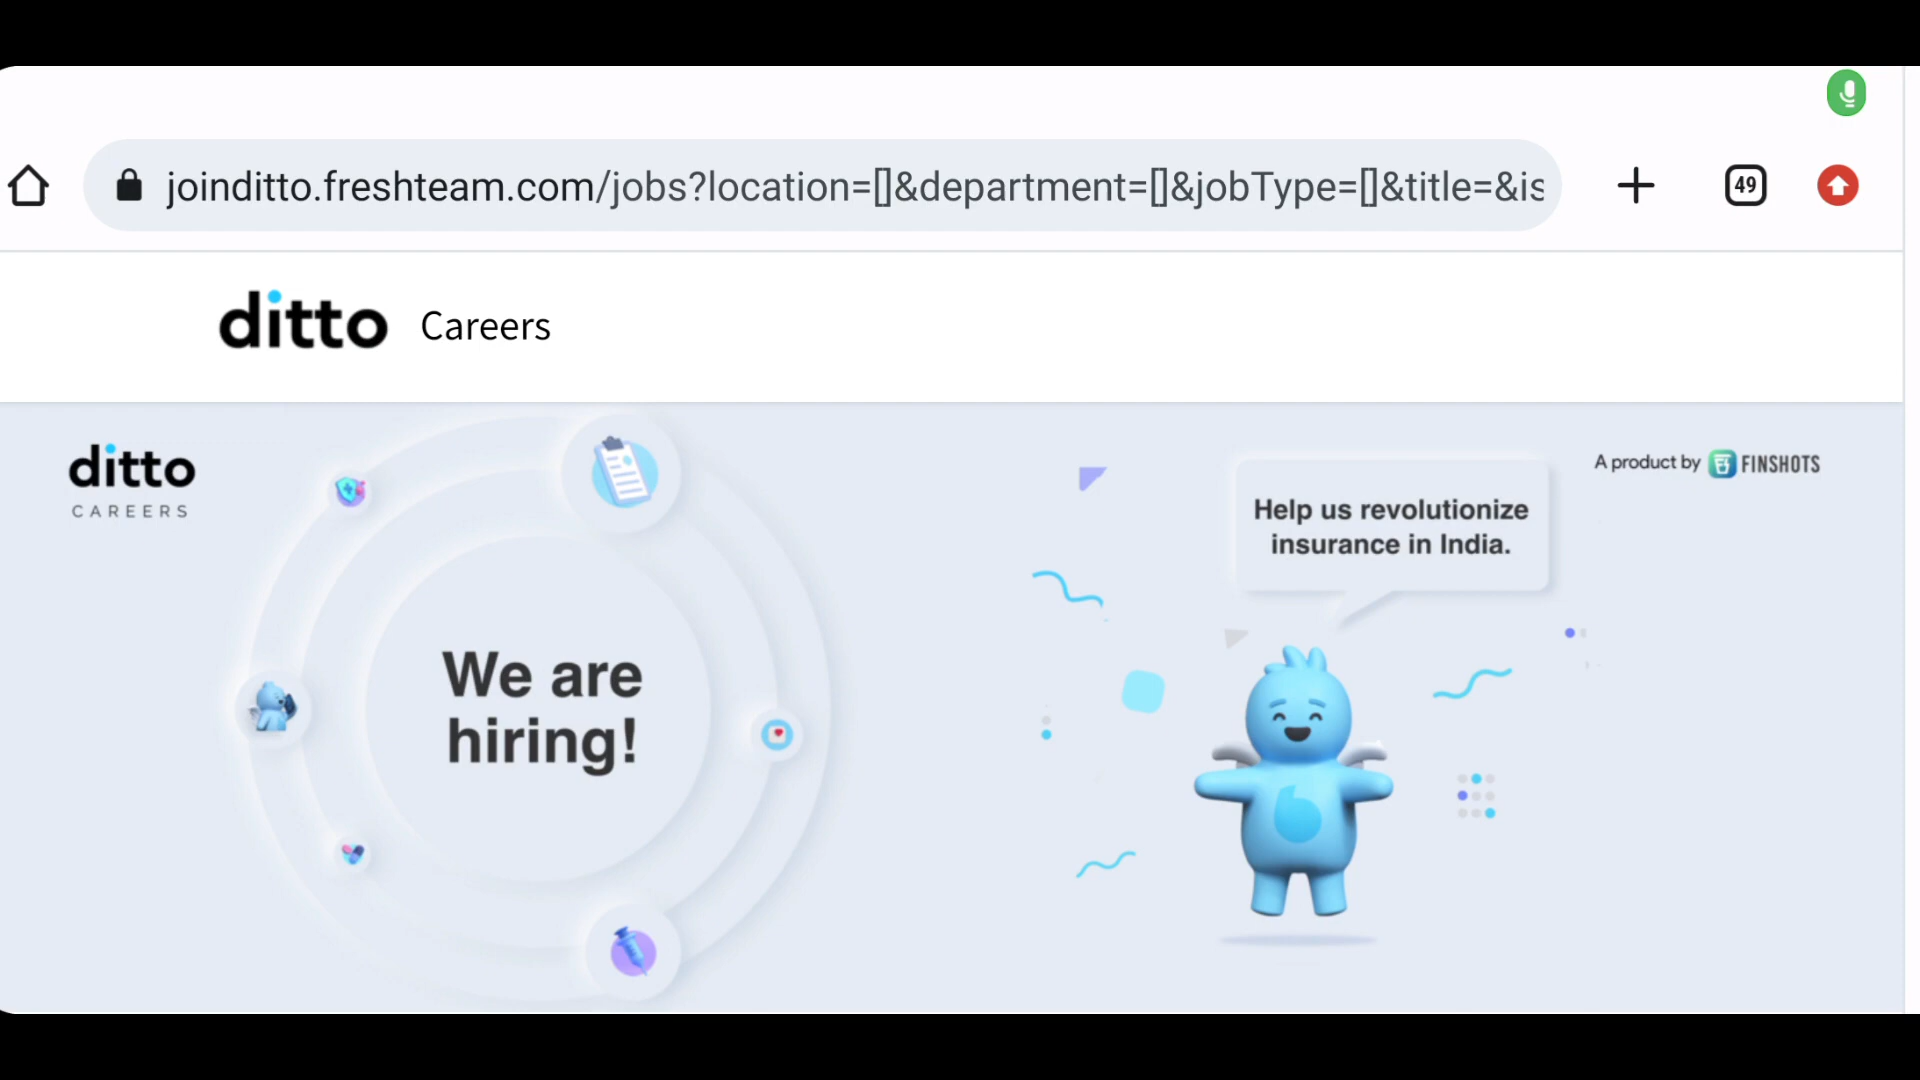 joinditto.freshteam.com/jobs?location=[]&department=[]&jobType=[]&title=&is
49
ditto Careers
ditto
CAREERS
A product by FINSHOTS
Help us revolutionize
insurance in India.
We are
hiring!